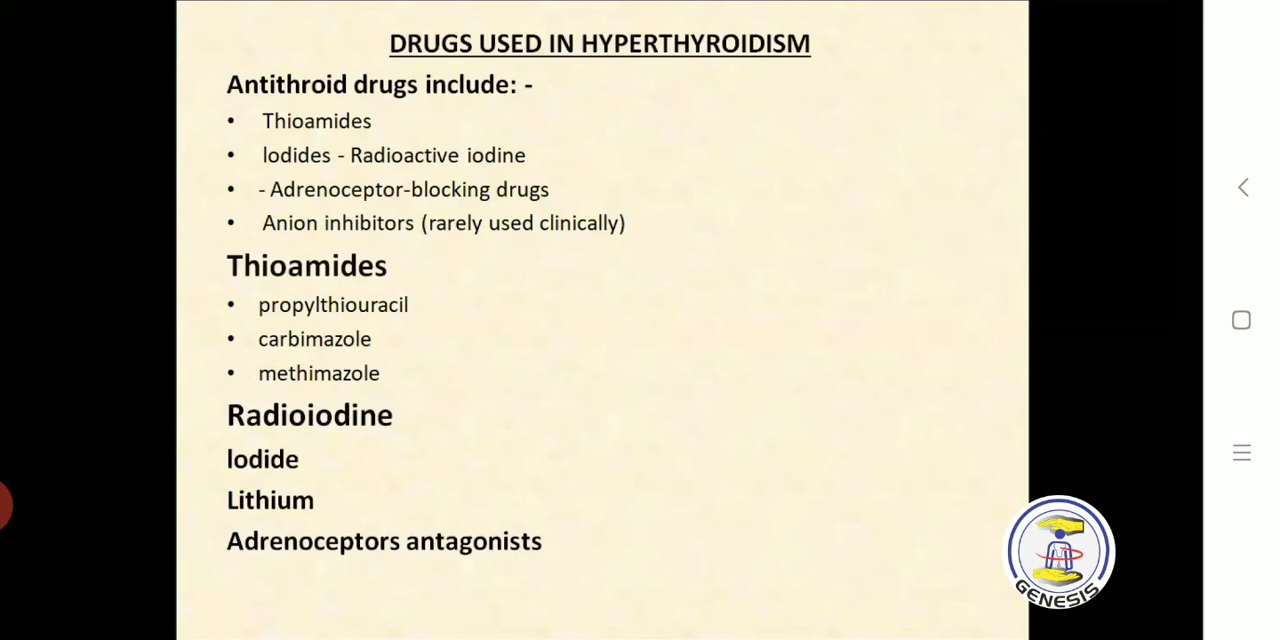 DRUGS USED IN HYPERTHYROIDISM
Antithroid drugs include: -
• Thioamides
• Iodides - Radioactive iodine
• - Adrenoceptor-blocking drugs
• Anion inhibitors (rarely used clinically)
Thioamides
• propylthiouracil
• carbimazole
• methimazole
Radioiodine
Iodide
Lithium
Adrenoceptors antagonists
GENESIS